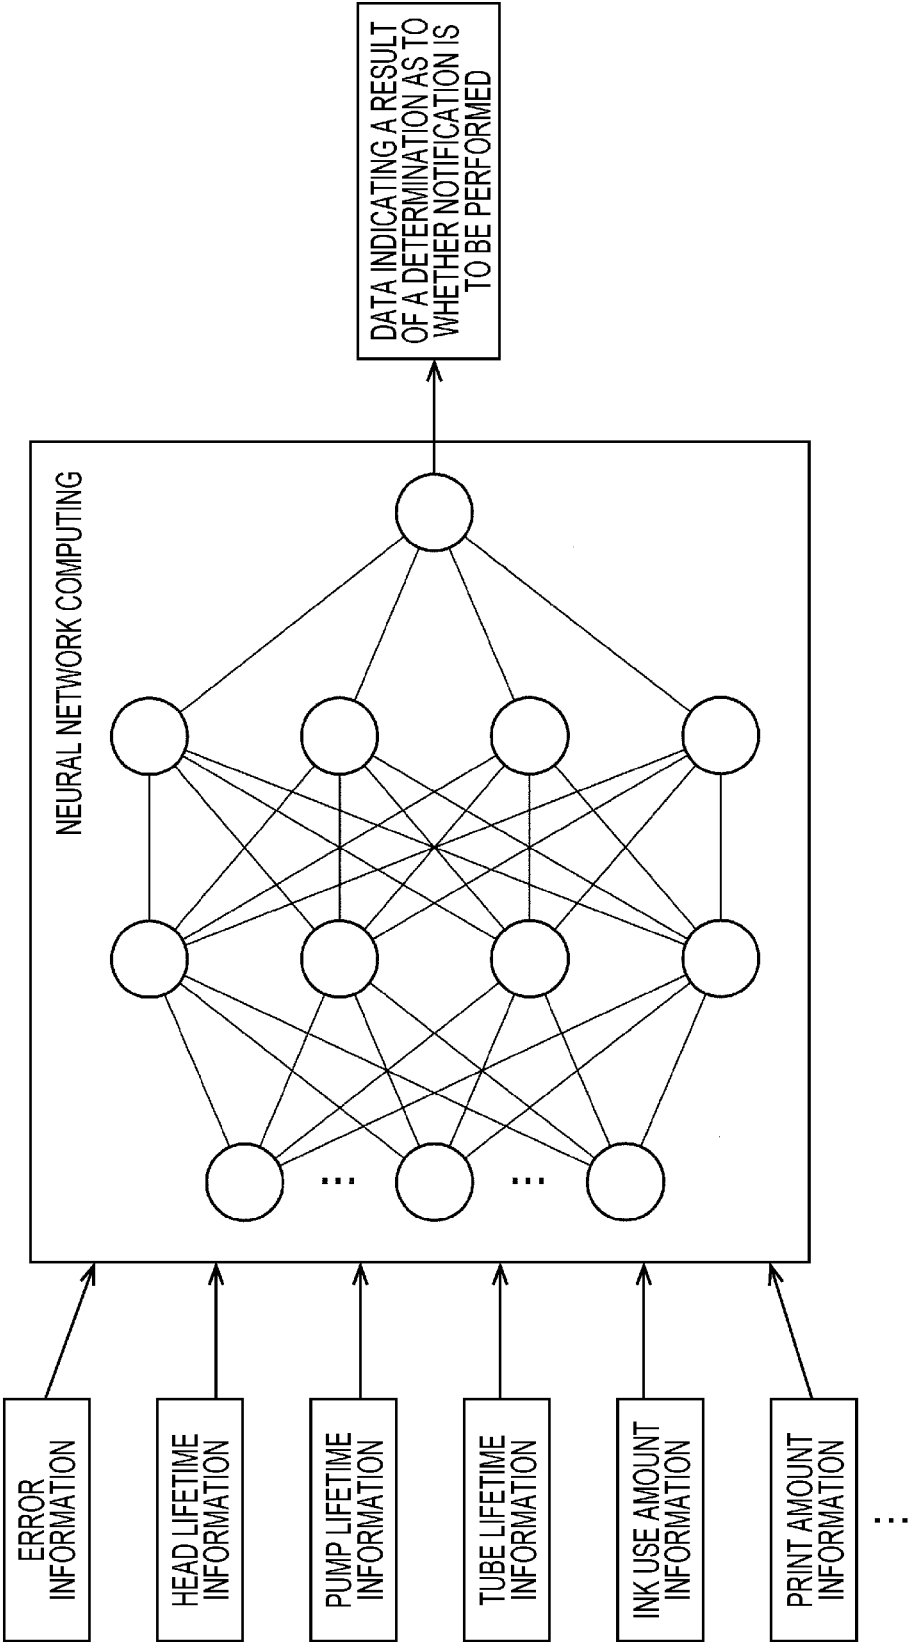 ERROR
INFORMATION
HEAD LIFETIME
INFORMATION
PUMP LIFETIME
INFORMATION
TUBE LIFETIME
INFORMATION
INK USE AMOUNT
INFORMATION
PRINT AMOUNT
INFORMATION
...
NEURAL NETWORK COMPUTING
...
...
DATA INDICATING A RESULT
OF A DETERMINATION AS TO
WHETHER NOTIFICATION IS
TO BE PERFORMED